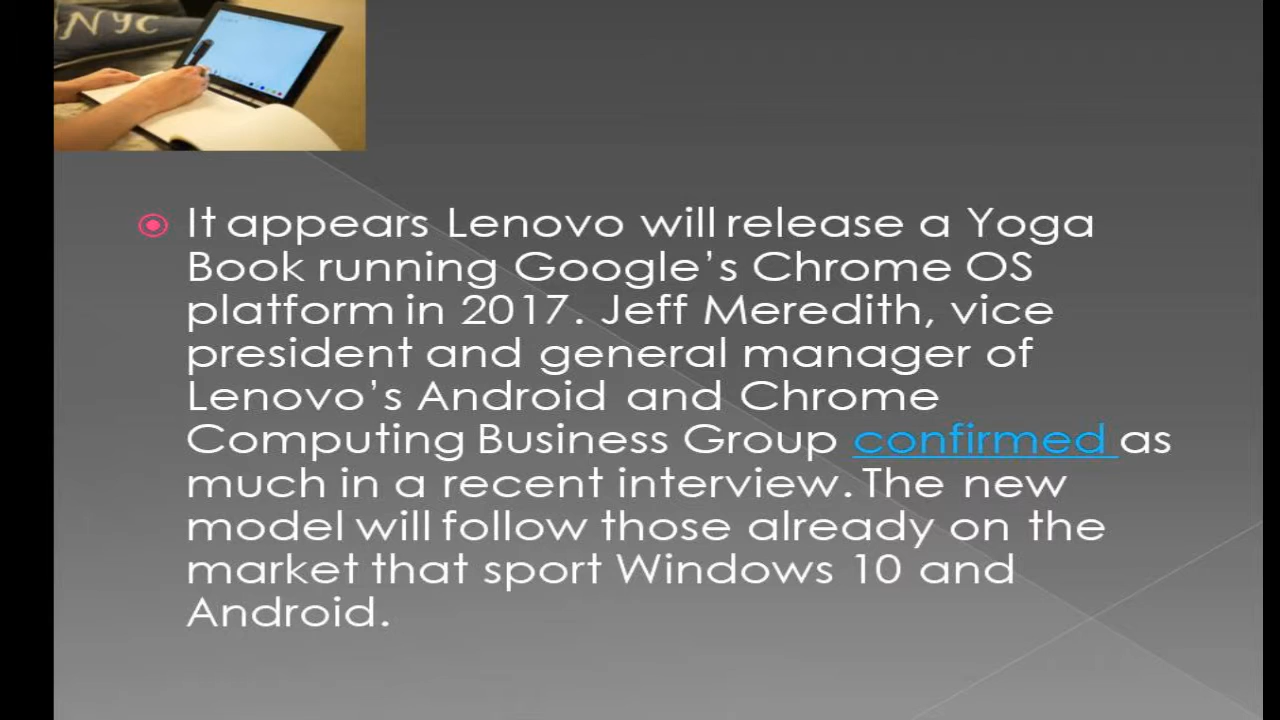 NYC
It appears Lenovo will release a Yoga
Book running Google’s Chrome OS
platform in 2017. Jeff Meredith, vice
president and general manager of
Lenovo’s Android and Chrome
Computing Business Group confirmed as
much in a recent interview. The new
model will follow those already on the
market that sport Windows 10 and
Android.